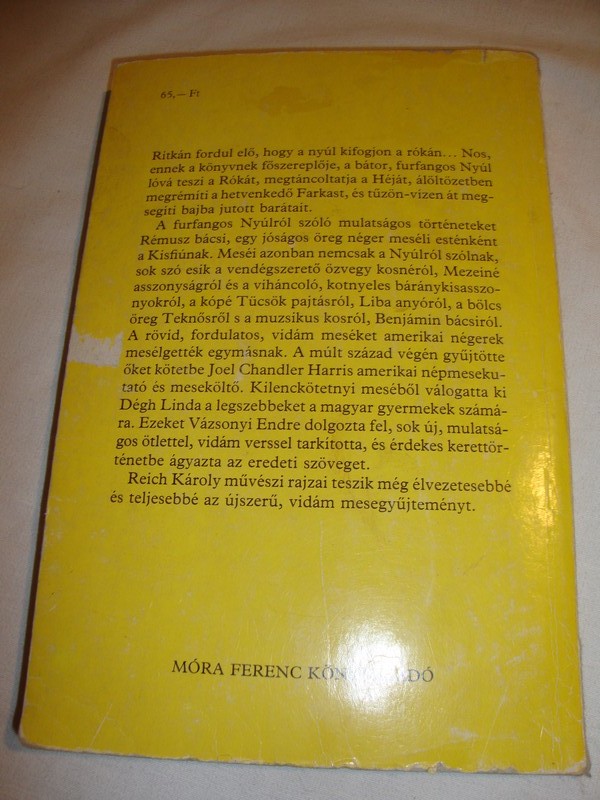 65,— Ft
Ritkán fordul elő, hogy a nyúl kifogjon a rókán... Nos,
ennek a könyvnek főszereplője, a bátor, furfangos Nyúl
lóvá teszi a Rókát, megtáncoltatja a Héját, álöltözetben
megrémíti a hetvenkedő Farkast, és tűzön-vízen át meg-
segíti bajba jutott barátait.
A furfangos Nyúlról szóló mulatságos történeteket
Rémusz bácsi, egy jóságos öreg néger meséli esténként
a Kisfiúnak. Meséi azonban nemcsak a Nyúlról szólnak,
sok szó esik a vendégszerető özvegy kosnéról, Mezeiné
asszonyságról és a viháncoló, kotnyeles báránykisasszo-
nyokról, a kópé Tücsök pajtásról, Liba anyóról, a bölcs
öreg Teknősről s a muzsikus kosról, Benjámin bácsiról.
A rövid, fordulatos, vidám meséket amerikai négerek
mesélgették egymásnak. A múlt század végén gyűjtötte
őket kötetbe Joel Chandler Harris amerikai népmeseku-
tató és meseköltő. Kilenckötetnyi meséből válogatta ki
Dégh Linda a legszebbeket a magyar gyermekek számá-
ra. Ezeket Vázsonyi Endre dolgozta fel, sok új, mulatsá-
gos ötlettel, vidám verssel tarkította, és érdekes kerettör-
ténetbe ágyazta az eredeti szöveget.
Reich Károly művészi rajzai teszik még élvezetesebbé
és teljesebbé az újszerű, vidám mesegyűjteményt.
MÓRA FERENC